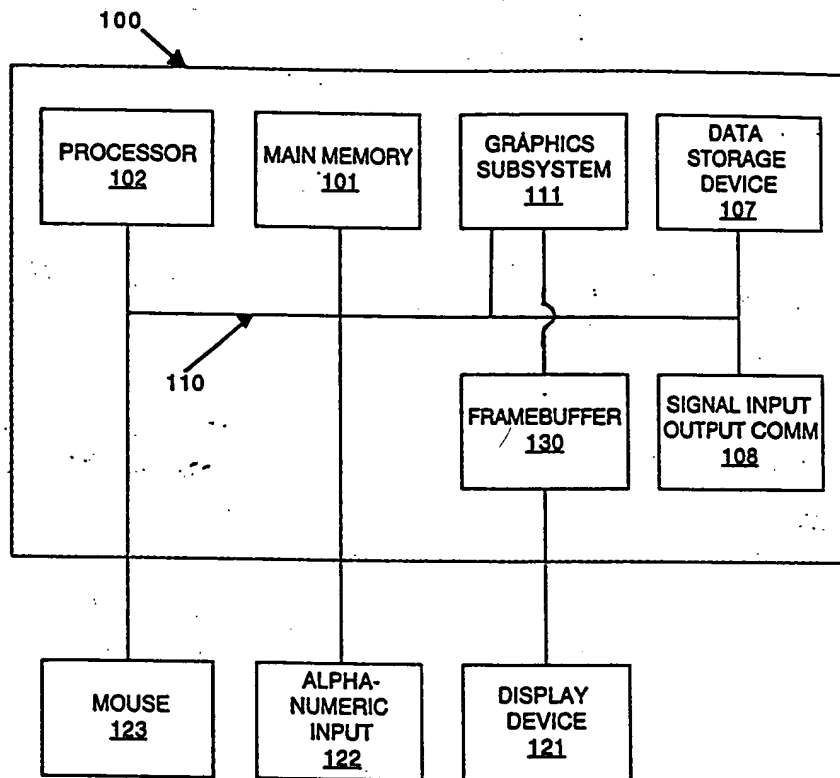 100
PROCESSOR
102
MAIN MEMORY
101
GRAPHICS
SUBSYSTEM
111
DATA
STORAGE
DEVICE
107
110
FRAMEBUFFER
130
SIGNAL INPUT
OUTPUT COMM
108
MOUSE
123
ALPHA-
NUMERIC
INPUT
122
DISPLAY
DEVICE
121